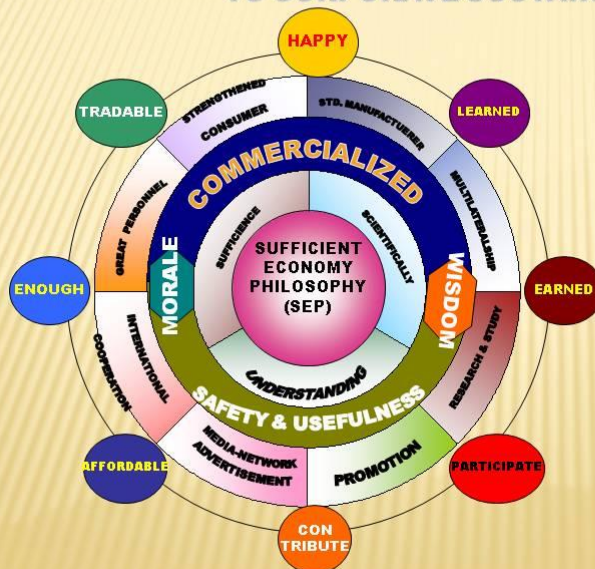 HAPPY
TRADABLE
LEARNED
STRENGTHENED
CONSUMER
STD. MANUFACTUERER
GREAT PERSONNEL
MULTILATERALSHIP
COMMERCIALIZED
SUFFICIENCE
SCIENTIFICALLY
MORALE
WISDOM
SUFFICIENT
ECONOMY
PHILOSOPHY
(SEP)
ENOUGH
EARNED
UNDERSTANDING
SAFETY & USEFULNESS
INTERNATIONAL
COOPERATION
RESEARCH & STUDY
MEDIA-NETWORK
ADVERTISEMENT
PROMOTION
AFFORDABLE
PARTICIPATE
CON
TRIBUTE